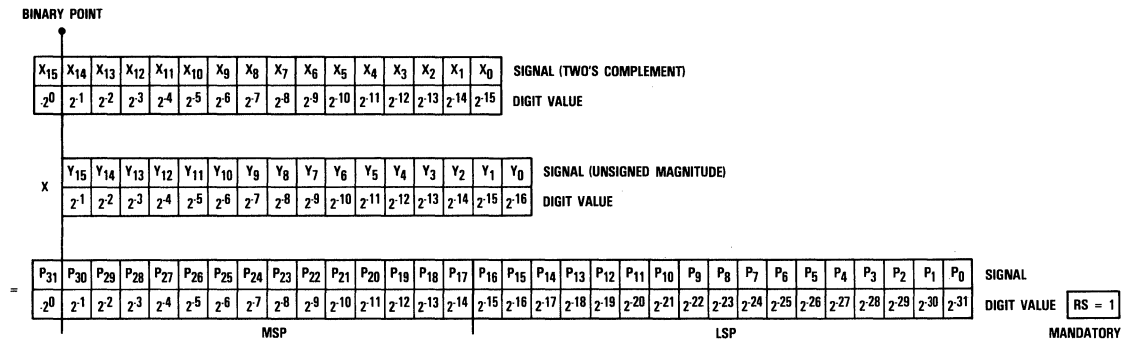 BINARY POINT
X15 X14 X13 X12 X11 X10 X9 X8 X7 X6 X5 X4 X3 X2 X1 X0 SIGNAL (TWO'S COMPLEMENT)
-2^0 2^-1 2^-2 2^-3 2^-4 2^-5 2^-6 2^-7 2^-8 2^-9 2^-10 2^-11 2^-12 2^-13 2^-14 2^-15 DIGIT VALUE
X Y15 Y14 Y13 Y12 Y11 Y10 Y9 Y8 Y7 Y6 Y5 Y4 Y3 Y2 Y1 Y0 SIGNAL (UNSIGNED MAGNITUDE)
2^-1 2^-2 2^-3 2^-4 2^-5 2^-6 2^-7 2^-8 2^-9 2^-10 2^-11 2^-12 2^-13 2^-14 2^-15 2^-16 DIGIT VALUE
= P31 P30 P29 P28 P27 P26 P25 P24 P23 P22 P21 P20 P19 P18 P17 P16 P15 P14 P13 P12 P11 P10 P9 P8 P7 P6 P5 P4 P3 P2 P1 P0 SIGNAL
-2^0 2^-1 2^-2 2^-3 2^-4 2^-5 2^-6 2^-7 2^-8 2^-9 2^-10 2^-11 2^-12 2^-13 2^-14 2^-15 2^-16 2^-17 2^-18 2^-19 2^-20 2^-21 2^-22 2^-23 2^-24 2^-25 2^-26 2^-27 2^-28 2^-29 2^-30 2^-31 DIGIT VALUE RS = 1
MSP LSP MANDATORY